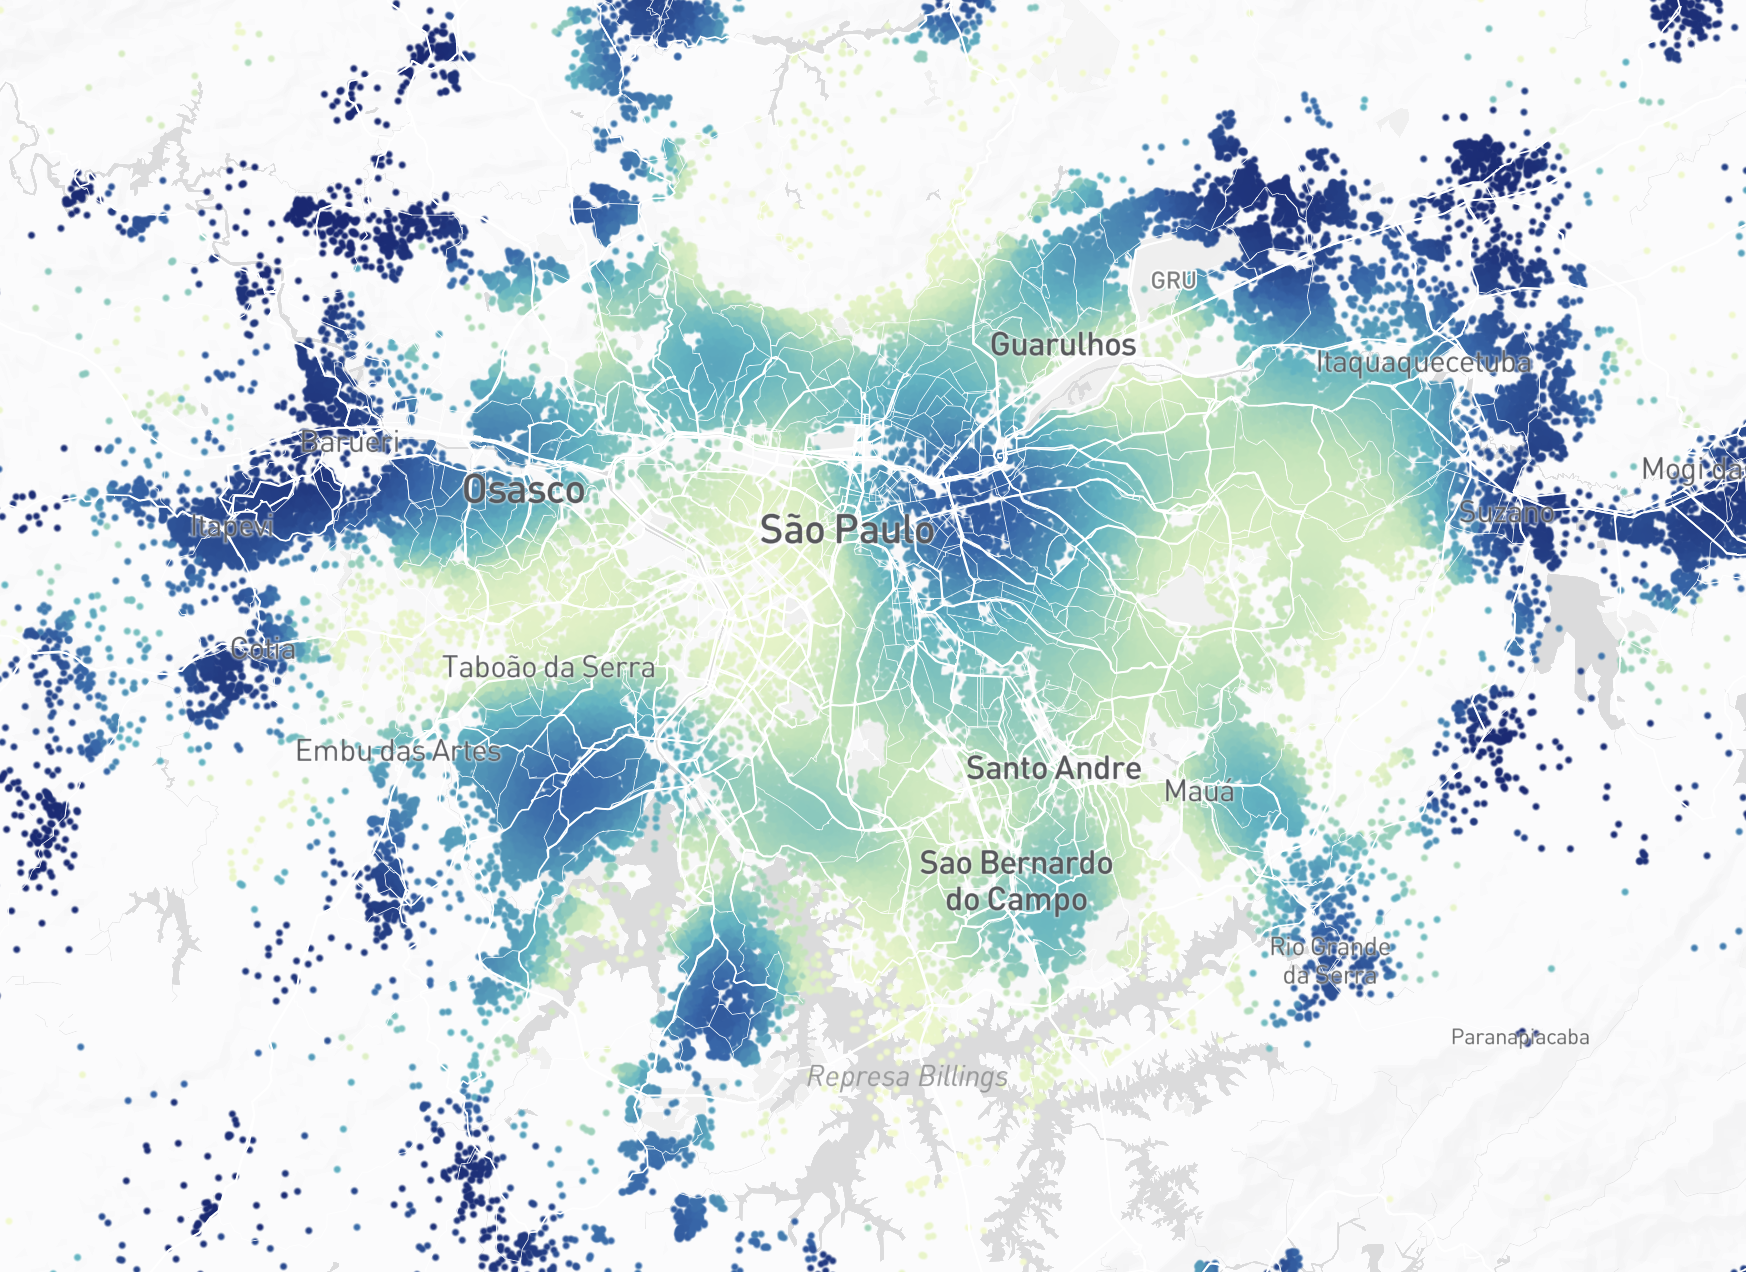 GRU
Guarulhos
Itaquaquecetuba
Barueri
Mogi da
Osasco
Itapevi
São Paulo
Suzano
Cotia
Taboão da Serra
Embu das Artes
Santo Andre
Mauá
Sao Bernardo
do Campo
Rio Grande
da Serra
Paranapiacaba
Represa Billings